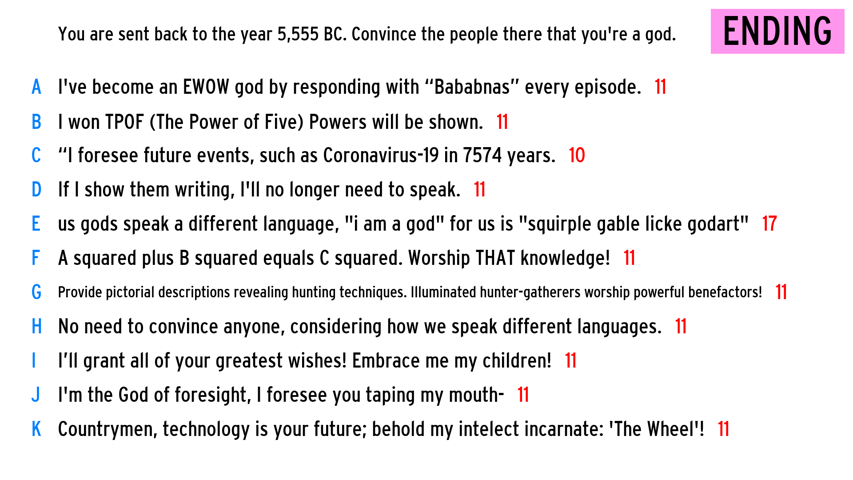 You are sent back to the year 5,555 BC. Convince the people there that you're a god.
ENDING
A I've become an EWOW god by responding with “Bababnas” every episode. 11
B I won TPOF (The Power of Five) Powers will be shown. 11
C “I foresee future events, such as Coronavirus-19 in 7574 years. 10
D If I show them writing, I'll no longer need to speak. 11
E us gods speak a different language, "i am a god" for us is "squirple gable licke godart" 17
F A squared plus B squared equals C squared. Worship THAT knowledge! 11
G Provide pictorial descriptions revealing hunting techniques. Illuminated hunter-gatherers worship powerful benefactors! 11
H No need to convince anyone, considering how we speak different languages. 11
I I’ll grant all of your greatest wishes! Embrace me my children! 11
J I'm the God of foresight, I foresee you taping my mouth- 11
K Countrymen, technology is your future; behold my intelect incarnate: 'The Wheel'! 11